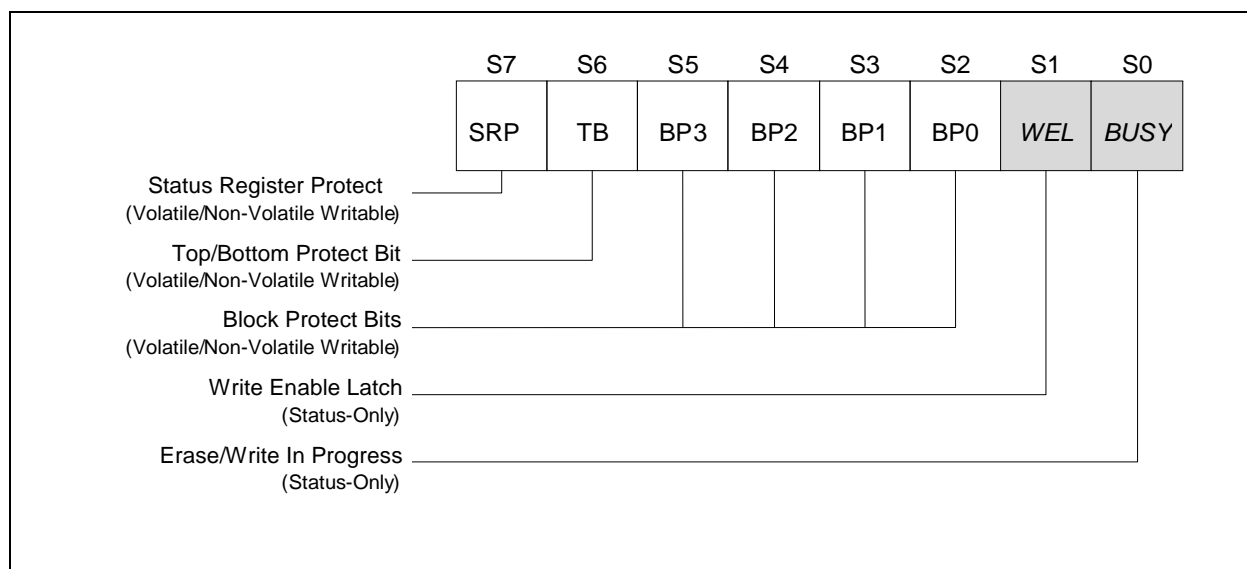 S7 S6 S5 S4 S3 S2 S1 S0
SRP TB BP3 BP2 BP1 BP0 WEL BUSY
Status Register Protect
(Volatile/Non-Volatile Writable)
Top/Bottom Protect Bit
(Volatile/Non-Volatile Writable)
Block Protect Bits
(Volatile/Non-Volatile Writable)
Write Enable Latch
(Status-Only)
Erase/Write In Progress
(Status-Only)